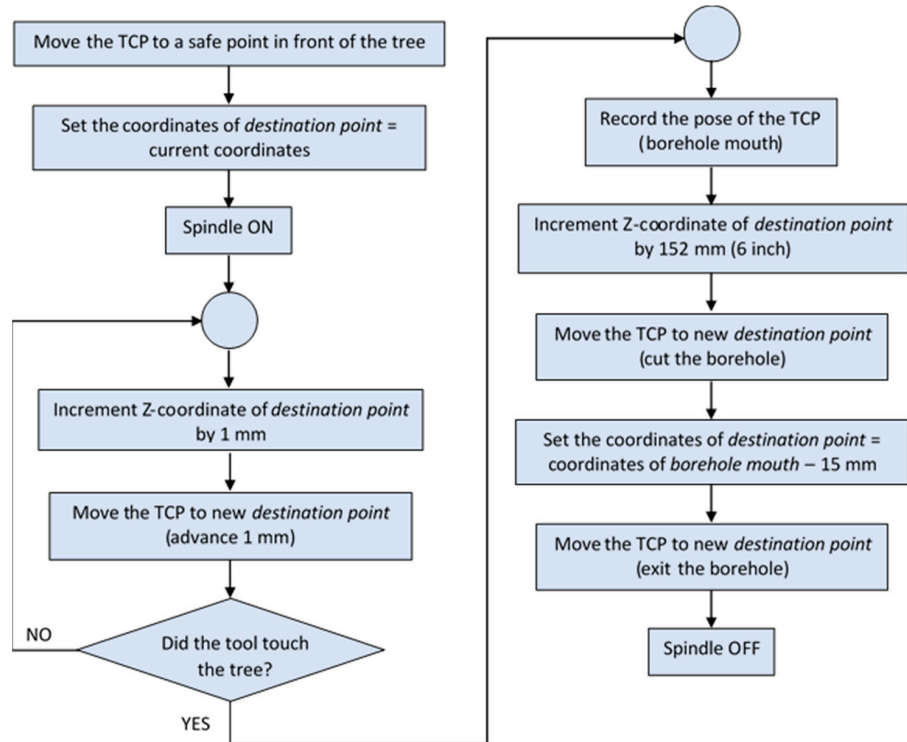 Move the TCP to a safe point in front of the tree
Set the coordinates of destination point =
current coordinates
Spindle ON
Increment Z-coordinate of destination point
by 1 mm
Move the TCP to new destination point
(advance 1 mm)
Did the tool touch
the tree?
NO
YES
Record the pose of the TCP
(borehole mouth)
Increment Z-coordinate of destination point
by 152 mm (6 inch)
Move the TCP to new destination point
(cut the borehole)
Set the coordinates of destination point =
coordinates of borehole mouth – 15 mm
Move the TCP to new destination point
(exit the borehole)
Spindle OFF